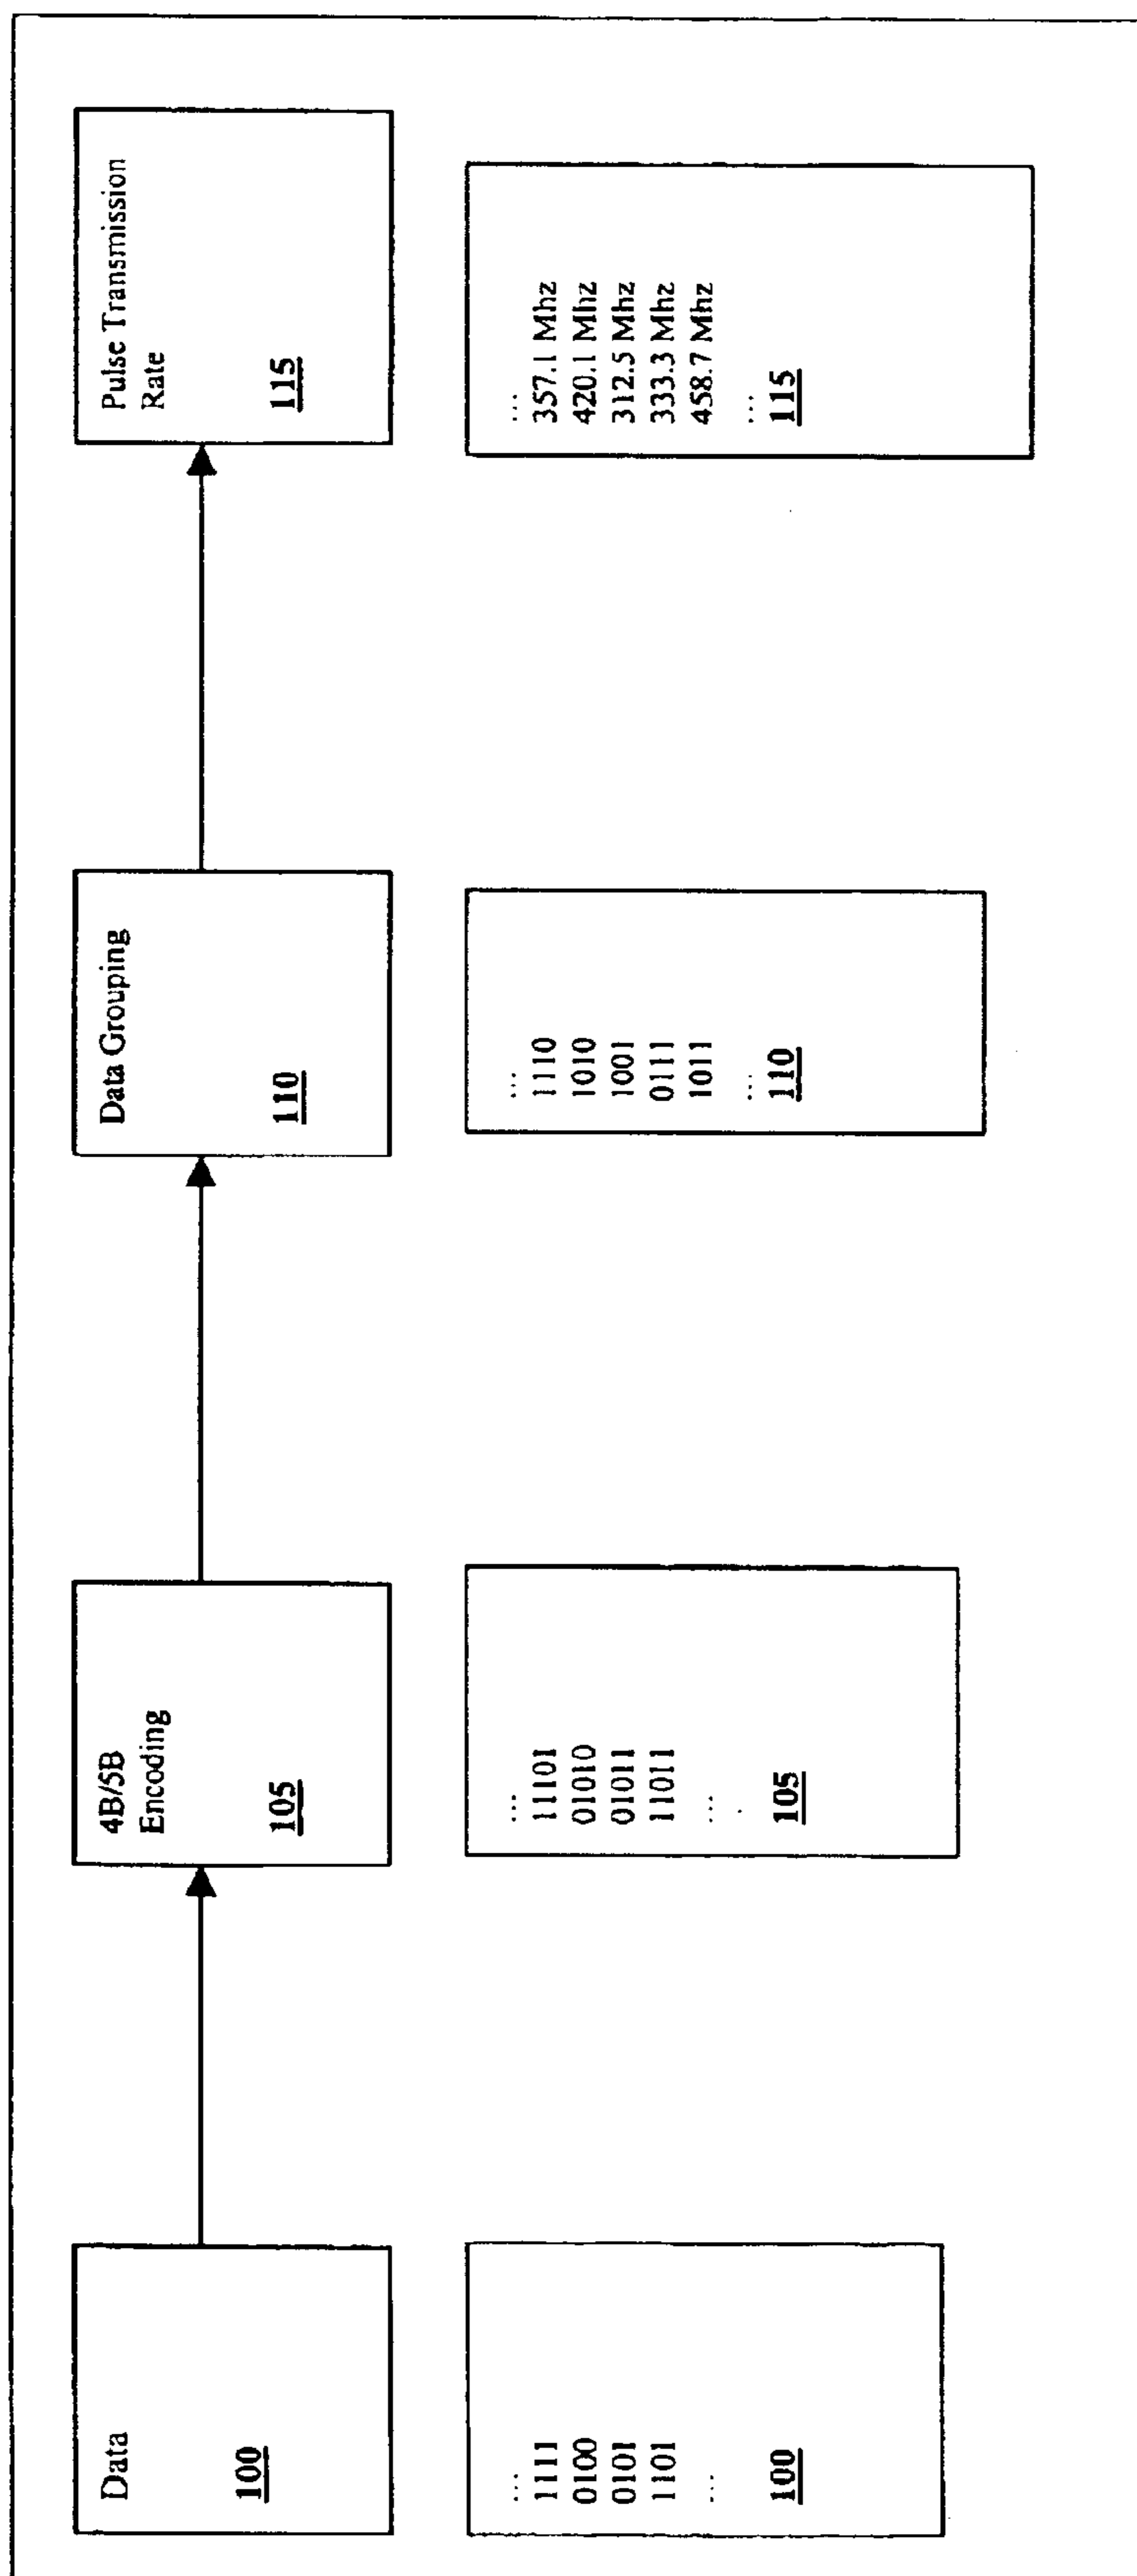 Data
100
4B/5B
Encoding
105
Data Grouping
110
Pulse Transmission
Rate
115
...
1111
0100
0101
1101
...
100
...
11101
01010
01011
11011
...
105
...
1110
1010
1001
0111
1011
...
110
...
357.1 Mhz
420.1 Mhz
312.5 Mhz
333.3 Mhz
458.7 Mhz
...
115